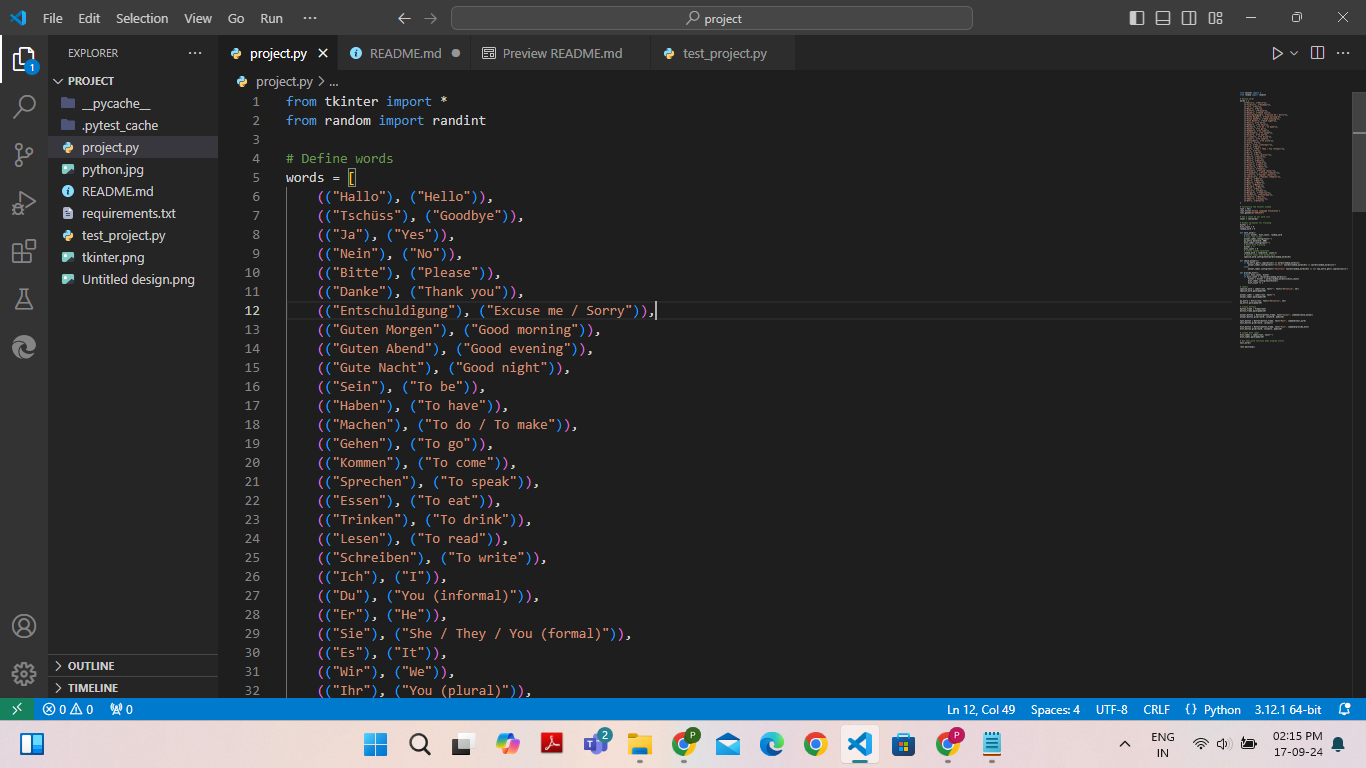 File Edit Selection View Go Run ··· project
EXPLORER ···
project.py README.md Preview README.md test_project.py ···
PROJECT
__pycache__
.pytest_cache
project.py
python.jpg
README.md
requirements.txt
test_project.py
tkinter.png
Untitled design.png
OUTLINE
TIMELINE
project.py > ...
1 from tkinter import *
2 from random import randint
3
4 # Define words
5 words = [
6 (("Hallo"), ("Hello")),
7 (("Tschüss"), ("Goodbye")),
8 (("Ja"), ("Yes")),
9 (("Nein"), ("No")),
10 (("Bitte"), ("Please")),
11 (("Danke"), ("Thank you")),
12 (("Entschuldigung"), ("Excuse me / Sorry")),
13 (("Guten Morgen"), ("Good morning")),
14 (("Guten Abend"), ("Good evening")),
15 (("Gute Nacht"), ("Good night")),
16 (("Sein"), ("To be")),
17 (("Haben"), ("To have")),
18 (("Machen"), ("To do / To make")),
19 (("Gehen"), ("To go")),
20 (("Kommen"), ("To come")),
21 (("Sprechen"), ("To speak")),
22 (("Essen"), ("To eat")),
23 (("Trinken"), ("To drink")),
24 (("Lesen"), ("To read")),
25 (("Schreiben"), ("To write")),
26 (("Ich"), ("I")),
27 (("Du"), ("You (informal)")),
28 (("Er"), ("He")),
29 (("Sie"), ("She / They / You (formal)")),
30 (("Es"), ("It")),
31 (("Wir"), ("We")),
32 (("Ihr"), ("You (plural)")),
1
0 0 0 Ln 12, Col 49 Spaces: 4 UTF-8 CRLF {} Python 3.12.1 64-bit
2 P P
ENG
IN
02:15 PM
17-09-24